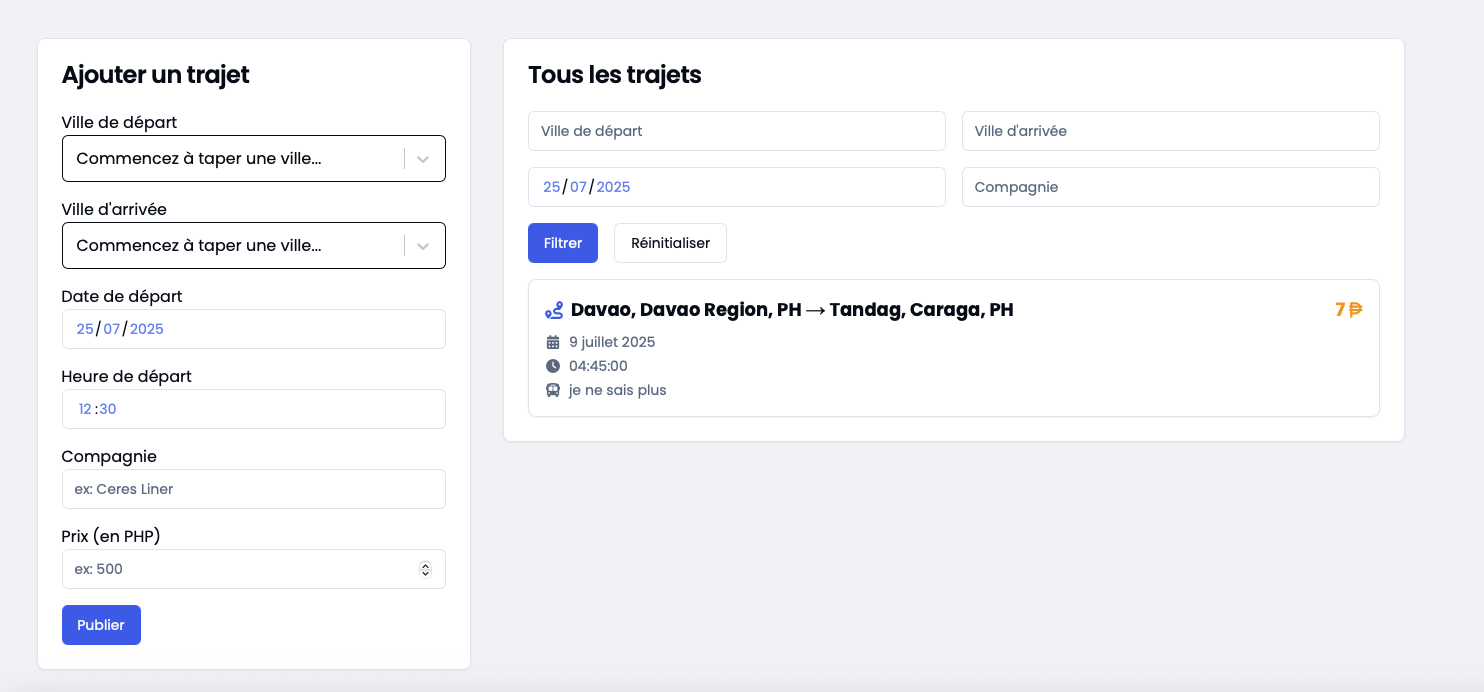 Ajouter un trajet
Ville de départ
Commencez à taper une ville...
Ville d'arrivée
Commencez à taper une ville...
Date de départ
25/07/2025
Heure de départ
12:30
Compagnie
ex: Ceres Liner
Prix (en PHP)
ex: 500
Publier
Tous les trajets
Ville de départ
Ville d'arrivée
25/07/2025
Compagnie
Filtrer
Réinitialiser
Davao, Davao Region, PH → Tandag, Caraga, PH
7 ₱
9 juillet 2025
04:45:00
je ne sais plus